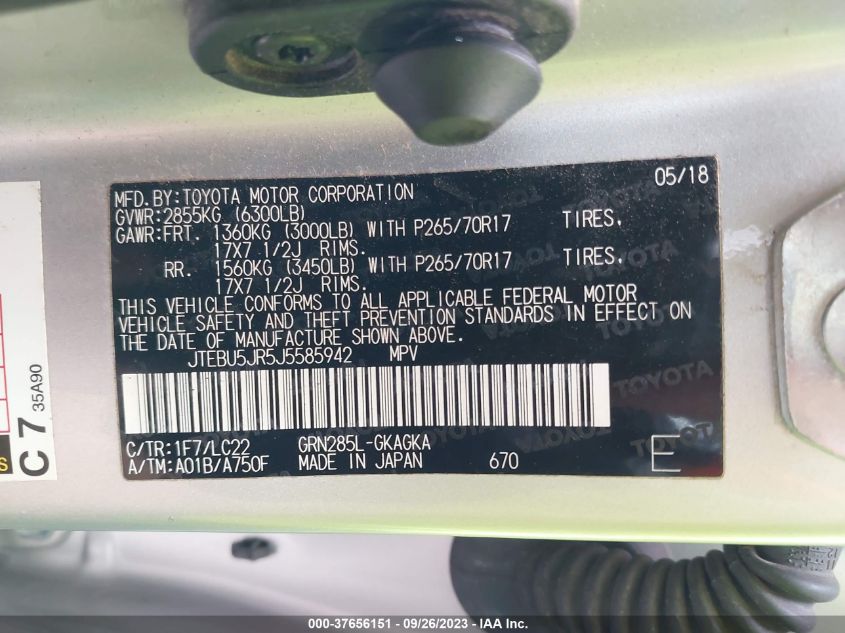 MFD. BY: TOYOTA MOTOR CORPORATION 05/18
GVWR: 2855KG (6300LB)
GAWR: FRT. 1360KG (3000LB) WITH P265/70R17 TIRES,
17X7 1/2J RIMS.
RR. 1560KG (3450LB) WITH P265/70R17 TIRES,
17X7 1/2J RIMS.
THIS VEHICLE CONFORMS TO ALL APPLICABLE FEDERAL MOTOR
VEHICLE SAFETY AND THEFT PREVENTION STANDARDS IN EFFECT ON
THE DATE OF MANUFACTURE SHOWN ABOVE.
JTEBU5JR5J5585942 MPV
C/TR: 1F7/LC22 GRN285L-GKAGKA
A/TM: A01B/A750F MADE IN JAPAN 670 E
C 7 35A90
S
TOYOTA
000-37656151 - 09/26/2023 - IAA Inc.